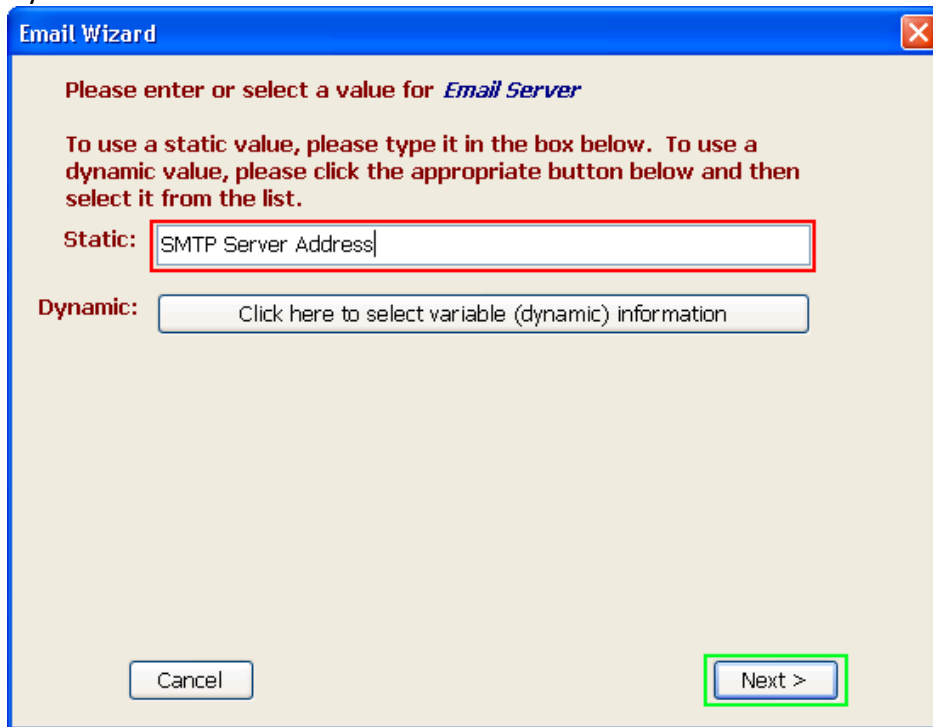 Email Wizard
Please enter or select a value for Email Server
To use a static value, please type it in the box below. To use a
dynamic value, please click the appropriate button below and then
select it from the list.
Static: SMTP Server Address
Dynamic: Click here to select variable (dynamic) information
Cancel Next >